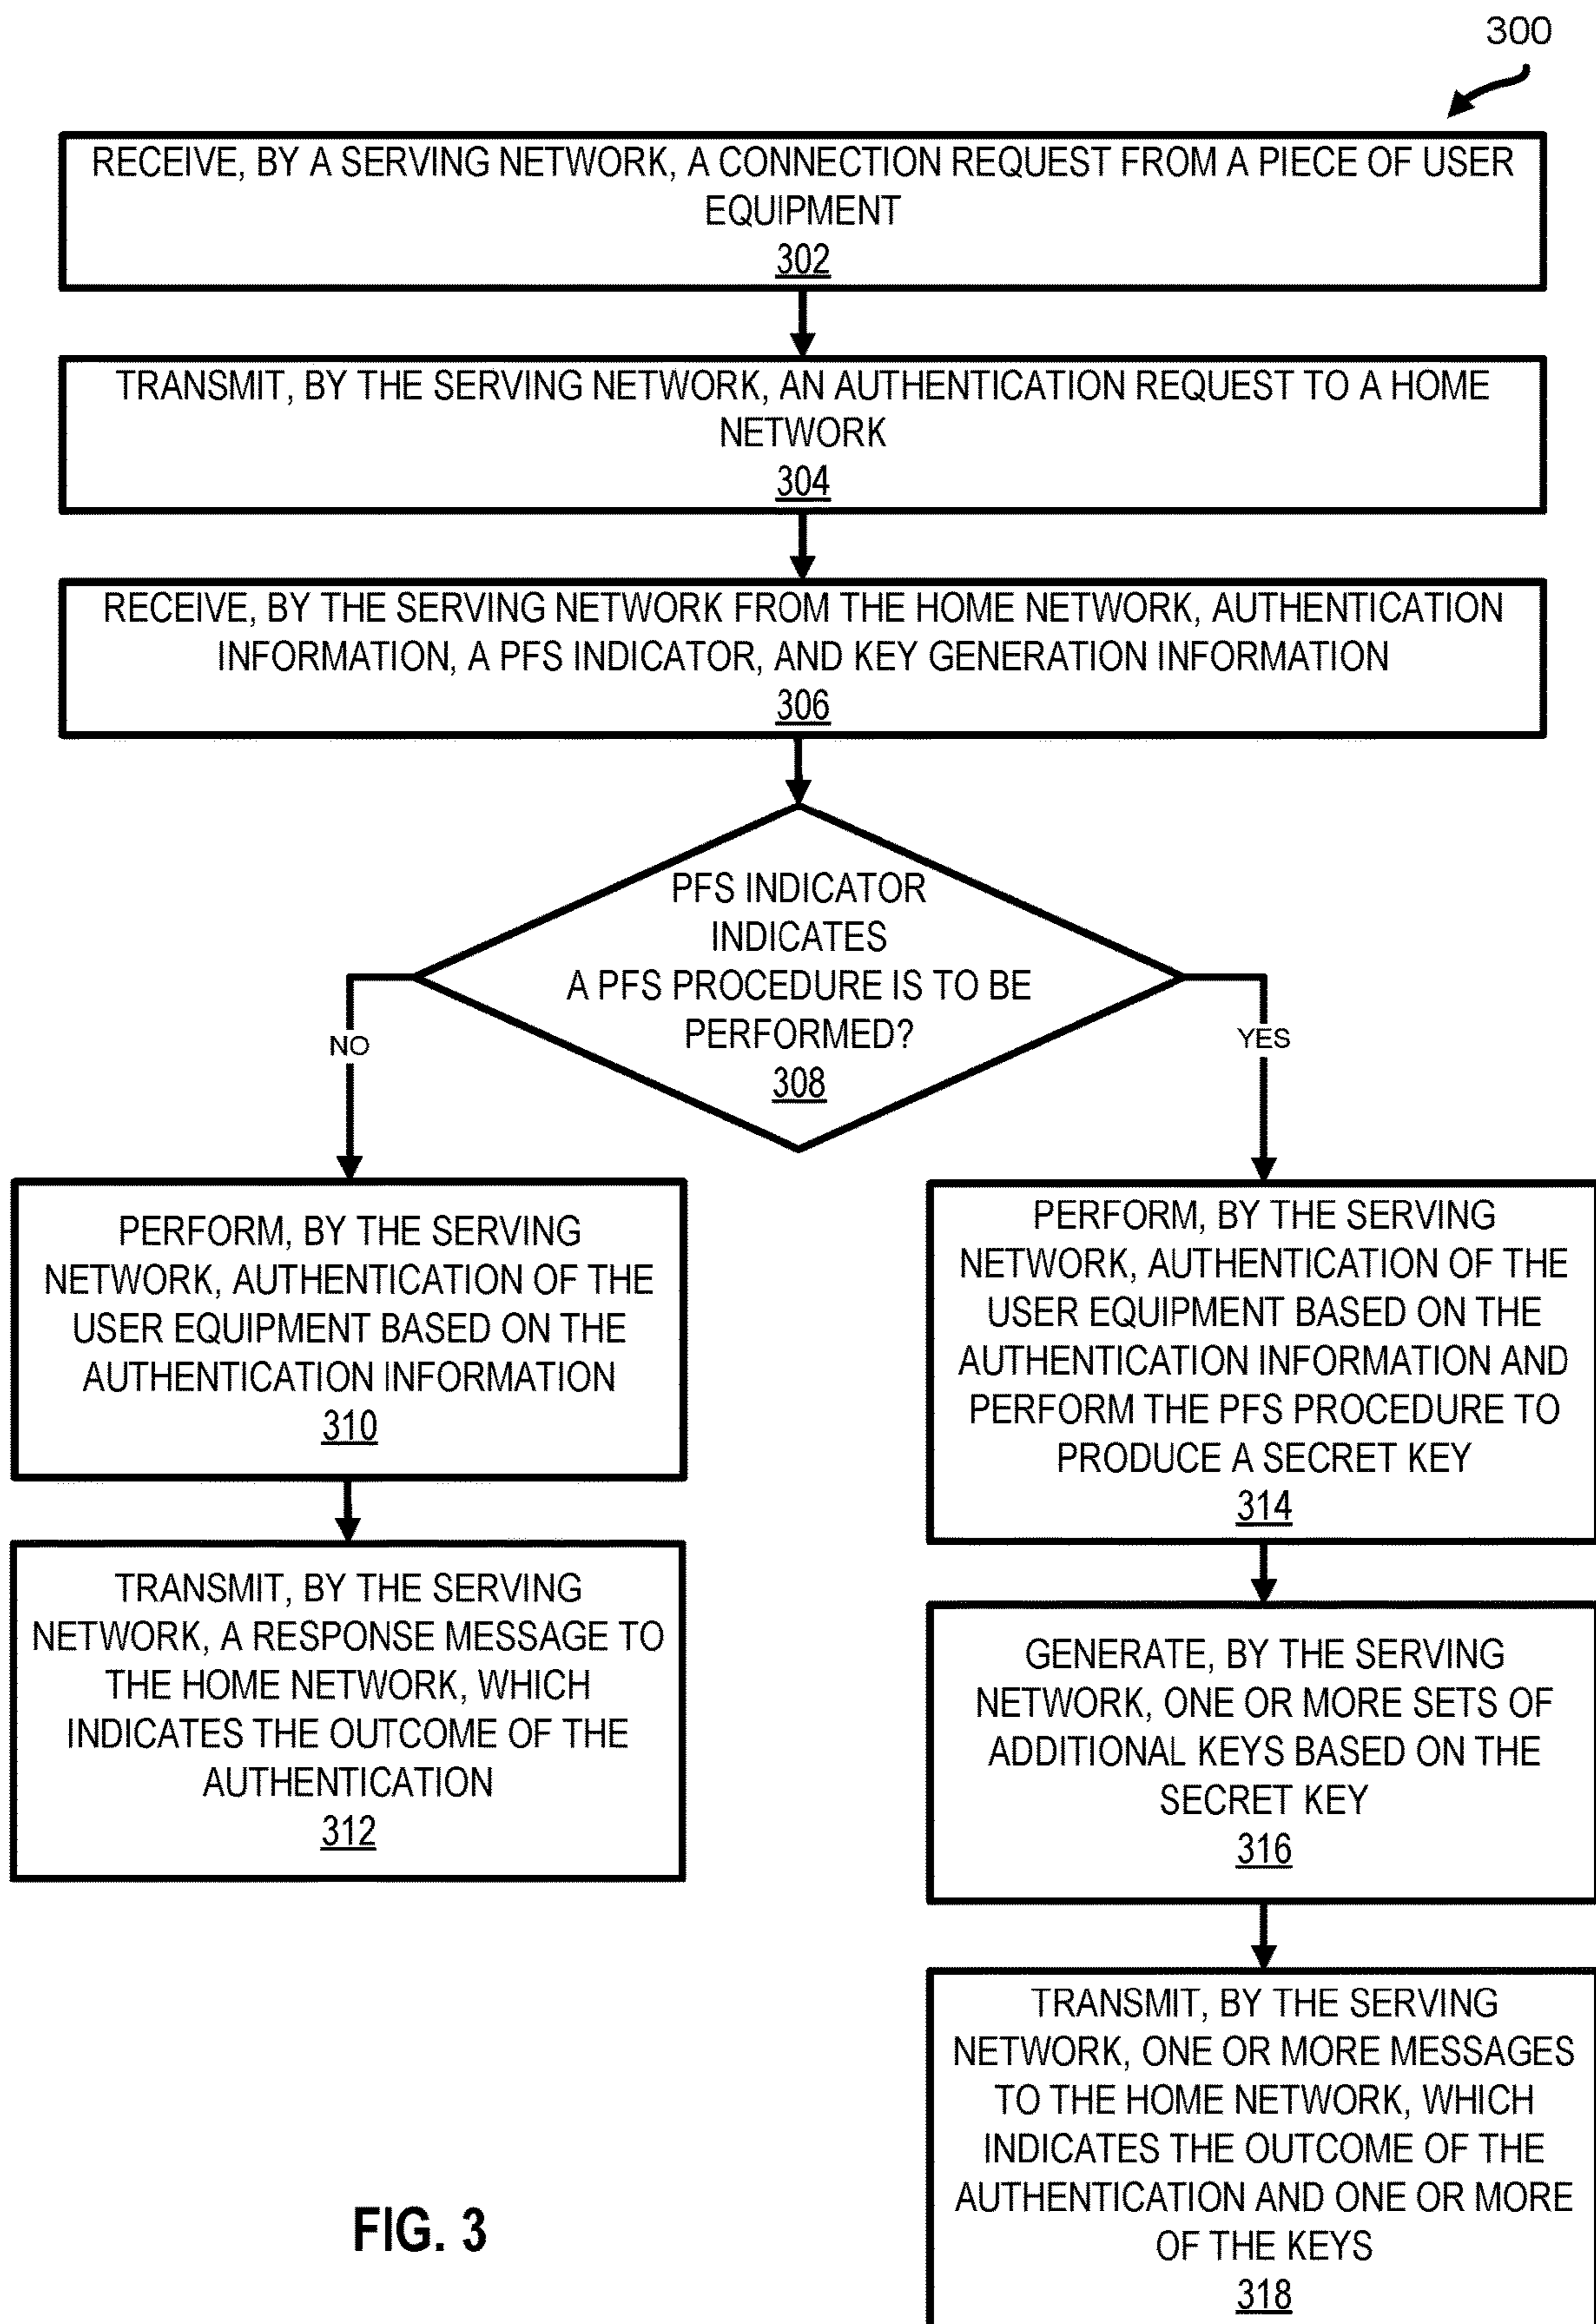 300
RECEIVE, BY A SERVING NETWORK, A CONNECTION REQUEST FROM A PIECE OF USER
EQUIPMENT
302
TRANSMIT, BY THE SERVING NETWORK, AN AUTHENTICATION REQUEST TO A HOME
NETWORK
304
RECEIVE, BY THE SERVING NETWORK FROM THE HOME NETWORK, AUTHENTICATION
INFORMATION, A PFS INDICATOR, AND KEY GENERATION INFORMATION
306
PFS INDICATOR
INDICATES
A PFS PROCEDURE IS TO BE
PERFORMED?
308
NO
YES
PERFORM, BY THE SERVING
NETWORK, AUTHENTICATION OF THE
USER EQUIPMENT BASED ON THE
AUTHENTICATION INFORMATION
310
TRANSMIT, BY THE SERVING
NETWORK, A RESPONSE MESSAGE TO
THE HOME NETWORK, WHICH
INDICATES THE OUTCOME OF THE
AUTHENTICATION
312
PERFORM, BY THE SERVING
NETWORK, AUTHENTICATION OF THE
USER EQUIPMENT BASED ON THE
AUTHENTICATION INFORMATION AND
PERFORM THE PFS PROCEDURE TO
PRODUCE A SECRET KEY
314
GENERATE, BY THE SERVING
NETWORK, ONE OR MORE SETS OF
ADDITIONAL KEYS BASED ON THE
SECRET KEY
316
TRANSMIT, BY THE SERVING
NETWORK, ONE OR MORE MESSAGES
TO THE HOME NETWORK, WHICH
INDICATES THE OUTCOME OF THE
AUTHENTICATION AND ONE OR MORE
OF THE KEYS
318
FIG. 3